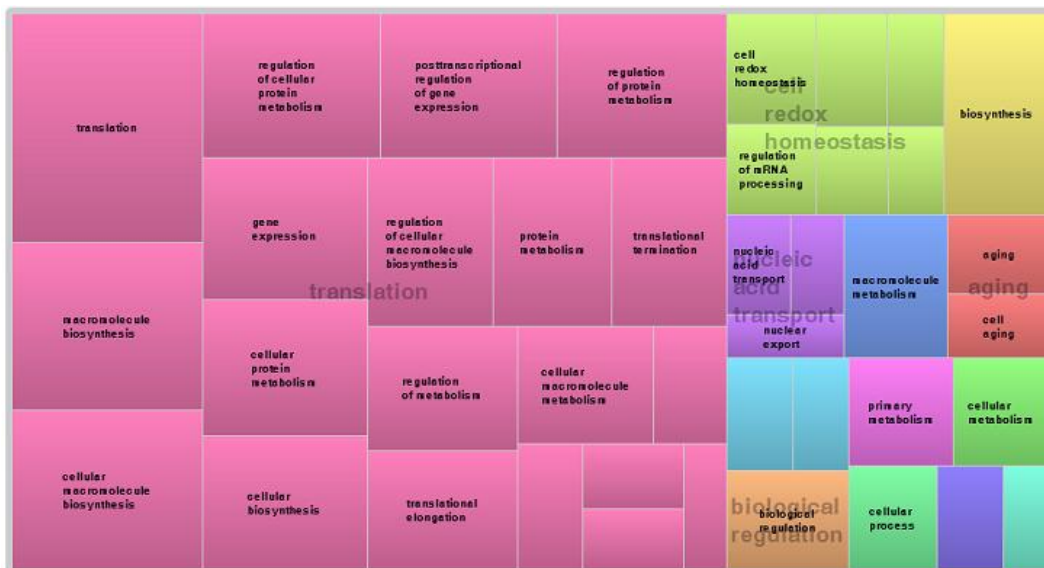 translation
macromolecule
biosynthesis
cellular
macromolecule
biosynthesis
regulation
of cellular
protein
metabolism
posttranscriptional
regulation
of gene
expression
regulation
of protein
metabolism
gene
expression
regulation
of cellular
macromolecule
biosynthesis
protein
metabolism
translational
termination
translation
cellular
protein
metabolism
regulation
of metabolism
cellular
macromolecule
metabolism
cellular
biosynthesis
translational
elongation
cell
redox
homeostasis
cell
redox
homeostasis
regulation
of mRNA
processing
biosynthesis
nucleic
acid
transport
nucleic
acid
transport
nuclear
export
macromolecule
metabolism
aging
aging
cell
aging
primary
metabolism
cellular
metabolism
biological
regulation
biological
regulation
cellular
process